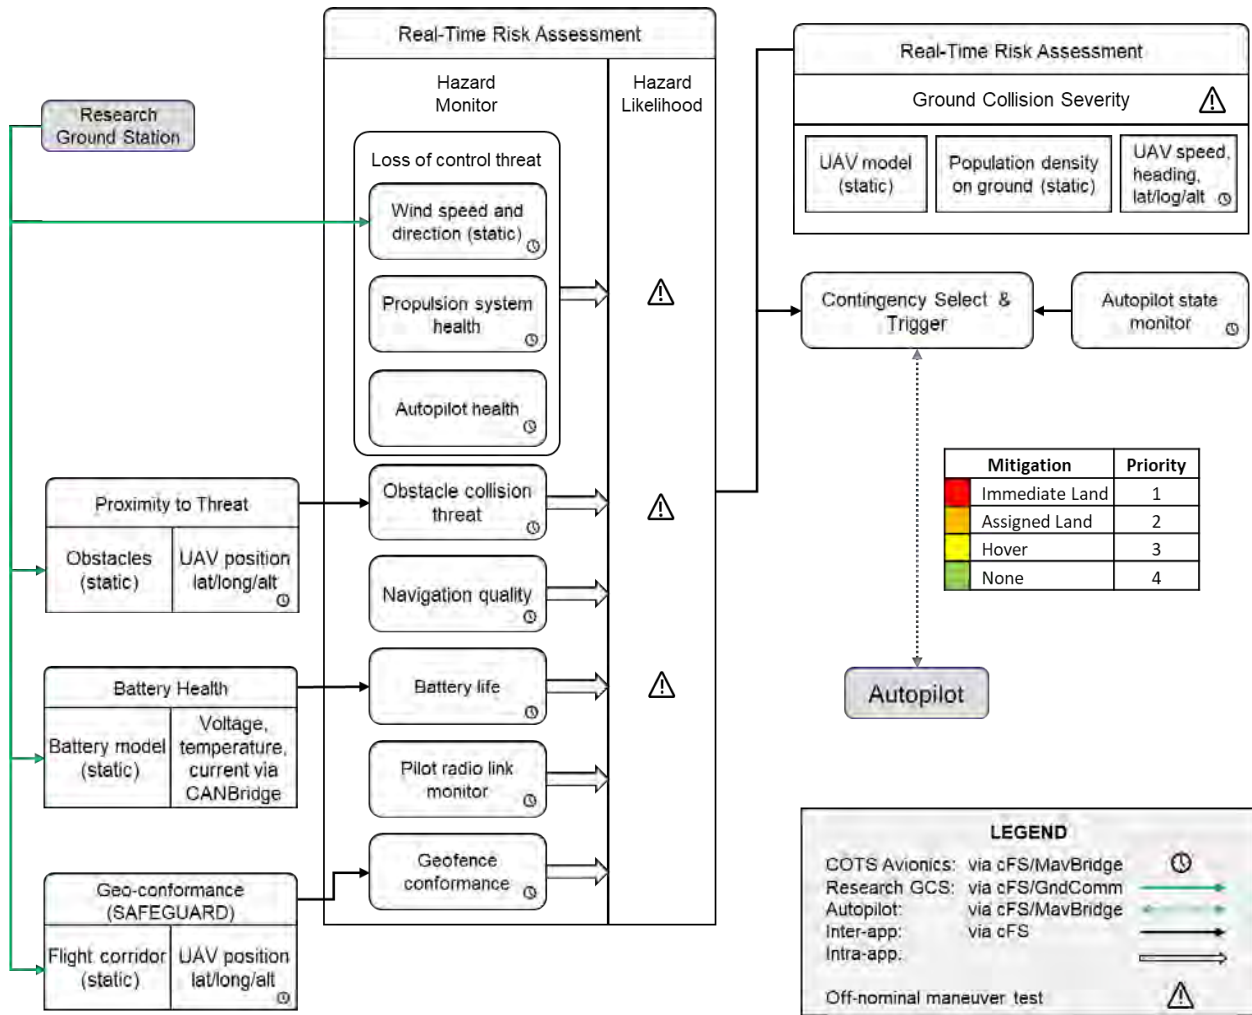 Real-Time Risk Assessment
Hazard
Monitor
Hazard
Likelihood
Research
Ground Station
Loss of control threat
Wind speed and
direction (static)
Propulsion system
health
Autopilot health
Proximity to Threat
Obstacles
(static)
UAV position
lat/long/alt
Obstacle collision
threat
Navigation quality
Battery Health
Battery model
(static)
Voltage,
temperature,
current via
CANBridge
Battery life
Pilot radio link
monitor
Geo-conformance
(SAFEGUARD)
Flight corridor
(static)
UAV position
lat/long/alt
Geofence
conformance
Real-Time Risk Assessment
Ground Collision Severity
UAV model
(static)
Population density
on ground (static)
UAV speed,
heading,
lat/log/alt
Contingency Select &
Trigger
Autopilot state
monitor
Mitigation Priority
Immediate Land 1
Assigned Land 2
Hover 3
None 4
Autopilot
LEGEND
COTS Avionics: via cFS/MavBridge
Research GCS: via cFS/GndComm
Autopilot: via cFS/MavBridge
Inter-app: via cFS
Intra-app:
Off-nominal maneuver test